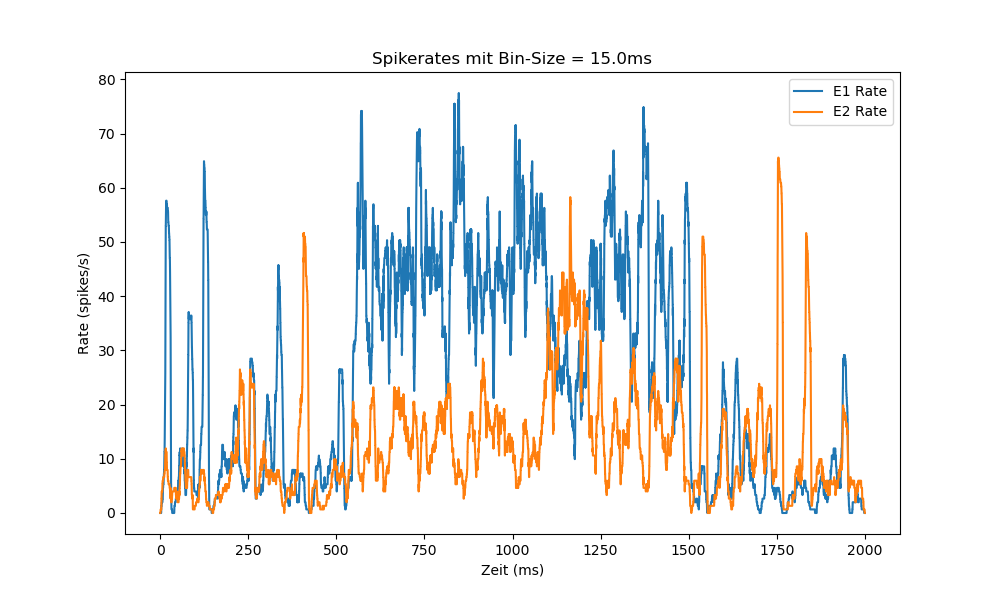 Spikerates mit Bin-Size = 15.0ms
E1 Rate
E2 Rate
80
70
60
50
40
30
20
10
0
Rate (spikes/s)
0 250 500 750 1000 1250 1500 1750 2000
Zeit (ms)